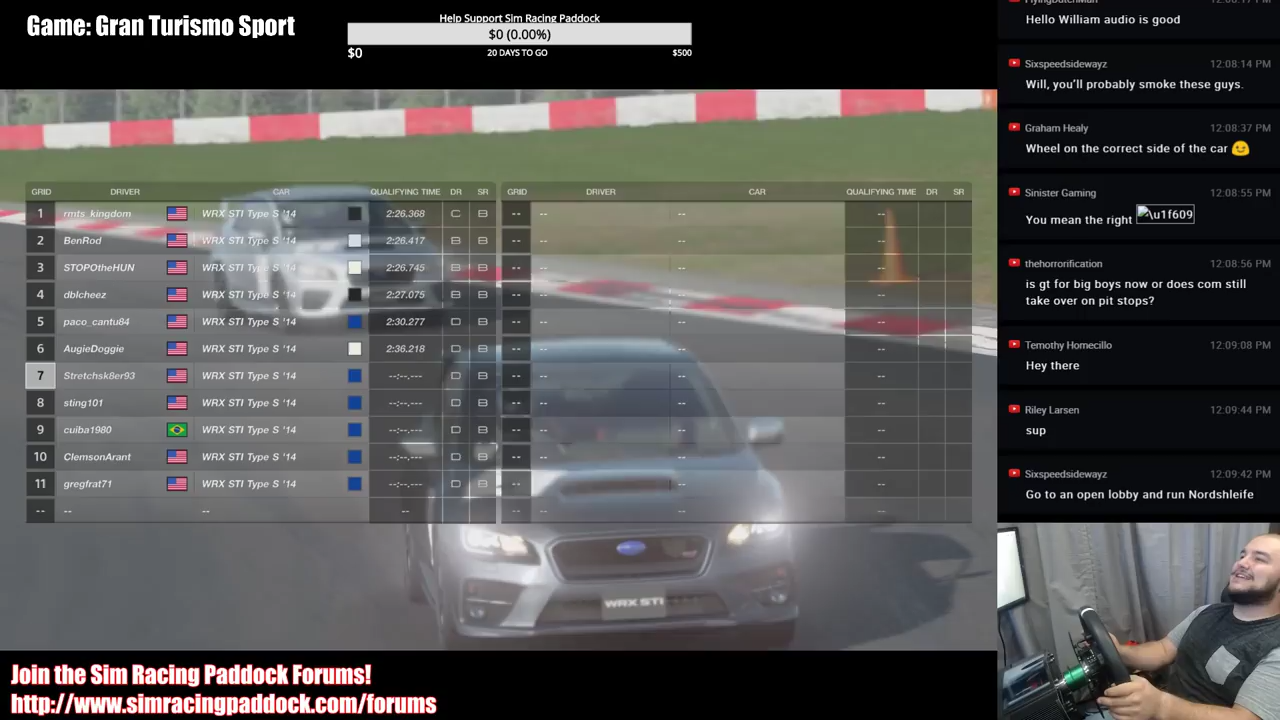 Game: Gran Turismo Sport
Help Support Sim Racing Paddock
$0 (0.00%)
$0 20 DAYS TO GO $500
GRID DRIVER CAR QUALIFYING TIME DR SR GRID DRIVER CAR QUALIFYING TIME DR SR
1 rmts_kingdom WRX STI Type S '14 2:26.368 C B -- -- -- --
2 BenRod WRX STI Type S '14 2:26.417 B B -- -- -- --
3 STOPOtheHUN WRX STI Type S '14 2:26.745 B B -- -- -- --
4 dblcheez WRX STI Type S '14 2:27.075 B B -- -- -- --
5 paco_cantu84 WRX STI Type S '14 2:30.277 D B -- -- -- --
6 AugieDoggie WRX STI Type S '14 2:36.218 D B -- -- -- --
7 Stretchsk8er93 WRX STI Type S '14 --:--.--- D B -- -- -- --
8 sting101 WRX STI Type S '14 --:--.--- D B -- -- -- --
9 cuiba1980 WRX STI Type S '14 --:--.--- D B -- -- -- --
10 ClemsonArant WRX STI Type S '14 --:--.--- D B -- -- -- --
11 gregfrat71 WRX STI Type S '14 --:--.--- D B -- -- -- --
-- -- -- -- -- -- -- --
WRX STI
Join the Sim Racing Paddock Forums!
http://www.simracingpaddock.com/forums
Hello William audio is good
Sixspeedsidewayz 12:08:14 PM
Will, you'll probably smoke these guys.
Graham Healy 12:08:37 PM
Wheel on the correct side of the car 😉
Sinister Gaming 12:08:55 PM
You mean the right \u1f609
thehorrorification 12:08:56 PM
is gt for big boys now or does com still
take over on pit stops?
Temothy Homecillo 12:09:08 PM
Hey there
Riley Larsen 12:09:44 PM
sup
Sixspeedsidewayz 12:09:42 PM
Go to an open lobby and run Nordshleife